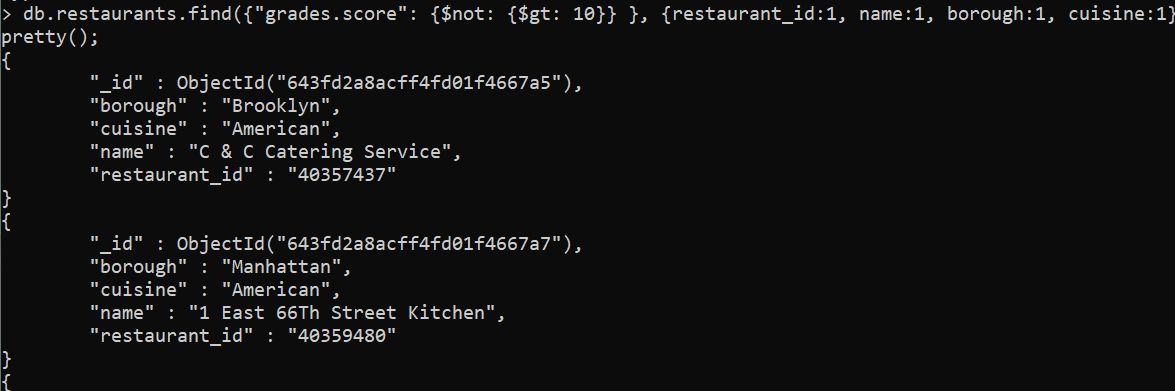 > db.restaurants.find({"grades.score": {$not: {$gt: 10}} }, {restaurant_id:1, name:1, borough:1, cuisine:1}
pretty();
{
"_id" : ObjectId("643fd2a8acff4fd01f4667a5"),
"borough" : "Brooklyn",
"cuisine" : "American",
"name" : "C & C Catering Service",
"restaurant_id" : "40357437"
}
{
"_id" : ObjectId("643fd2a8acff4fd01f4667a7"),
"borough" : "Manhattan",
"cuisine" : "American",
"name" : "1 East 66Th Street Kitchen",
"restaurant_id" : "40359480"
}
{